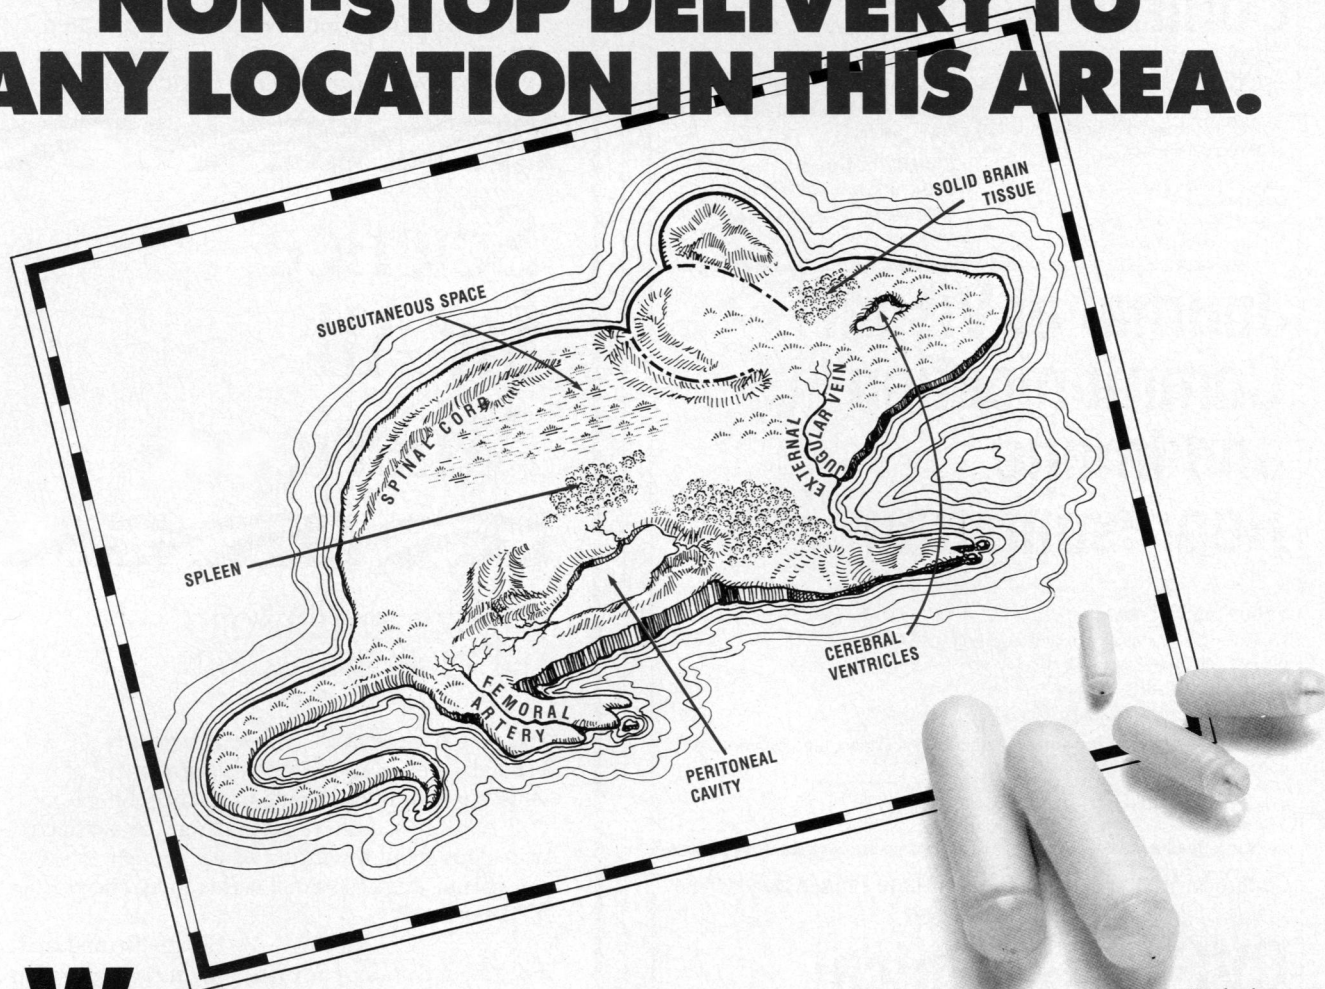 NON-STOP DELIVERY TO
ANY LOCATION IN THIS AREA.
SOLID BRAIN
TISSUE
SUBCUTANEOUS SPACE
SPINAL CORD
EXTERNAL
JUGULAR VEIN
SPLEEN
CEREBRAL
VENTRICLES
FEMORAL
ARTERY
PERITONEAL
CAVITY
W